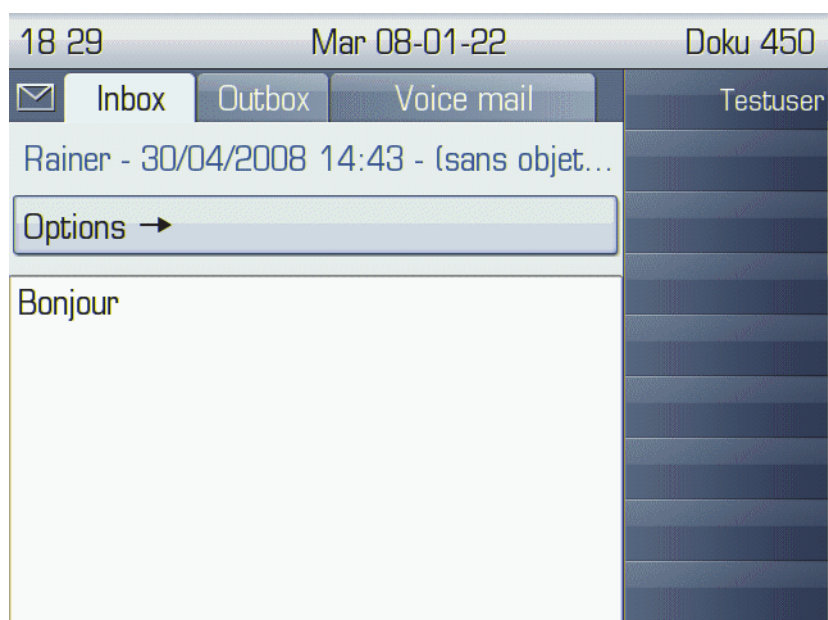 18 29 Mar 08-01-22 Doku 450
Inbox Outbox Voice mail
Testuser
Rainer - 30/04/2008 14:43 - (sans objet...
Options →
Bonjour